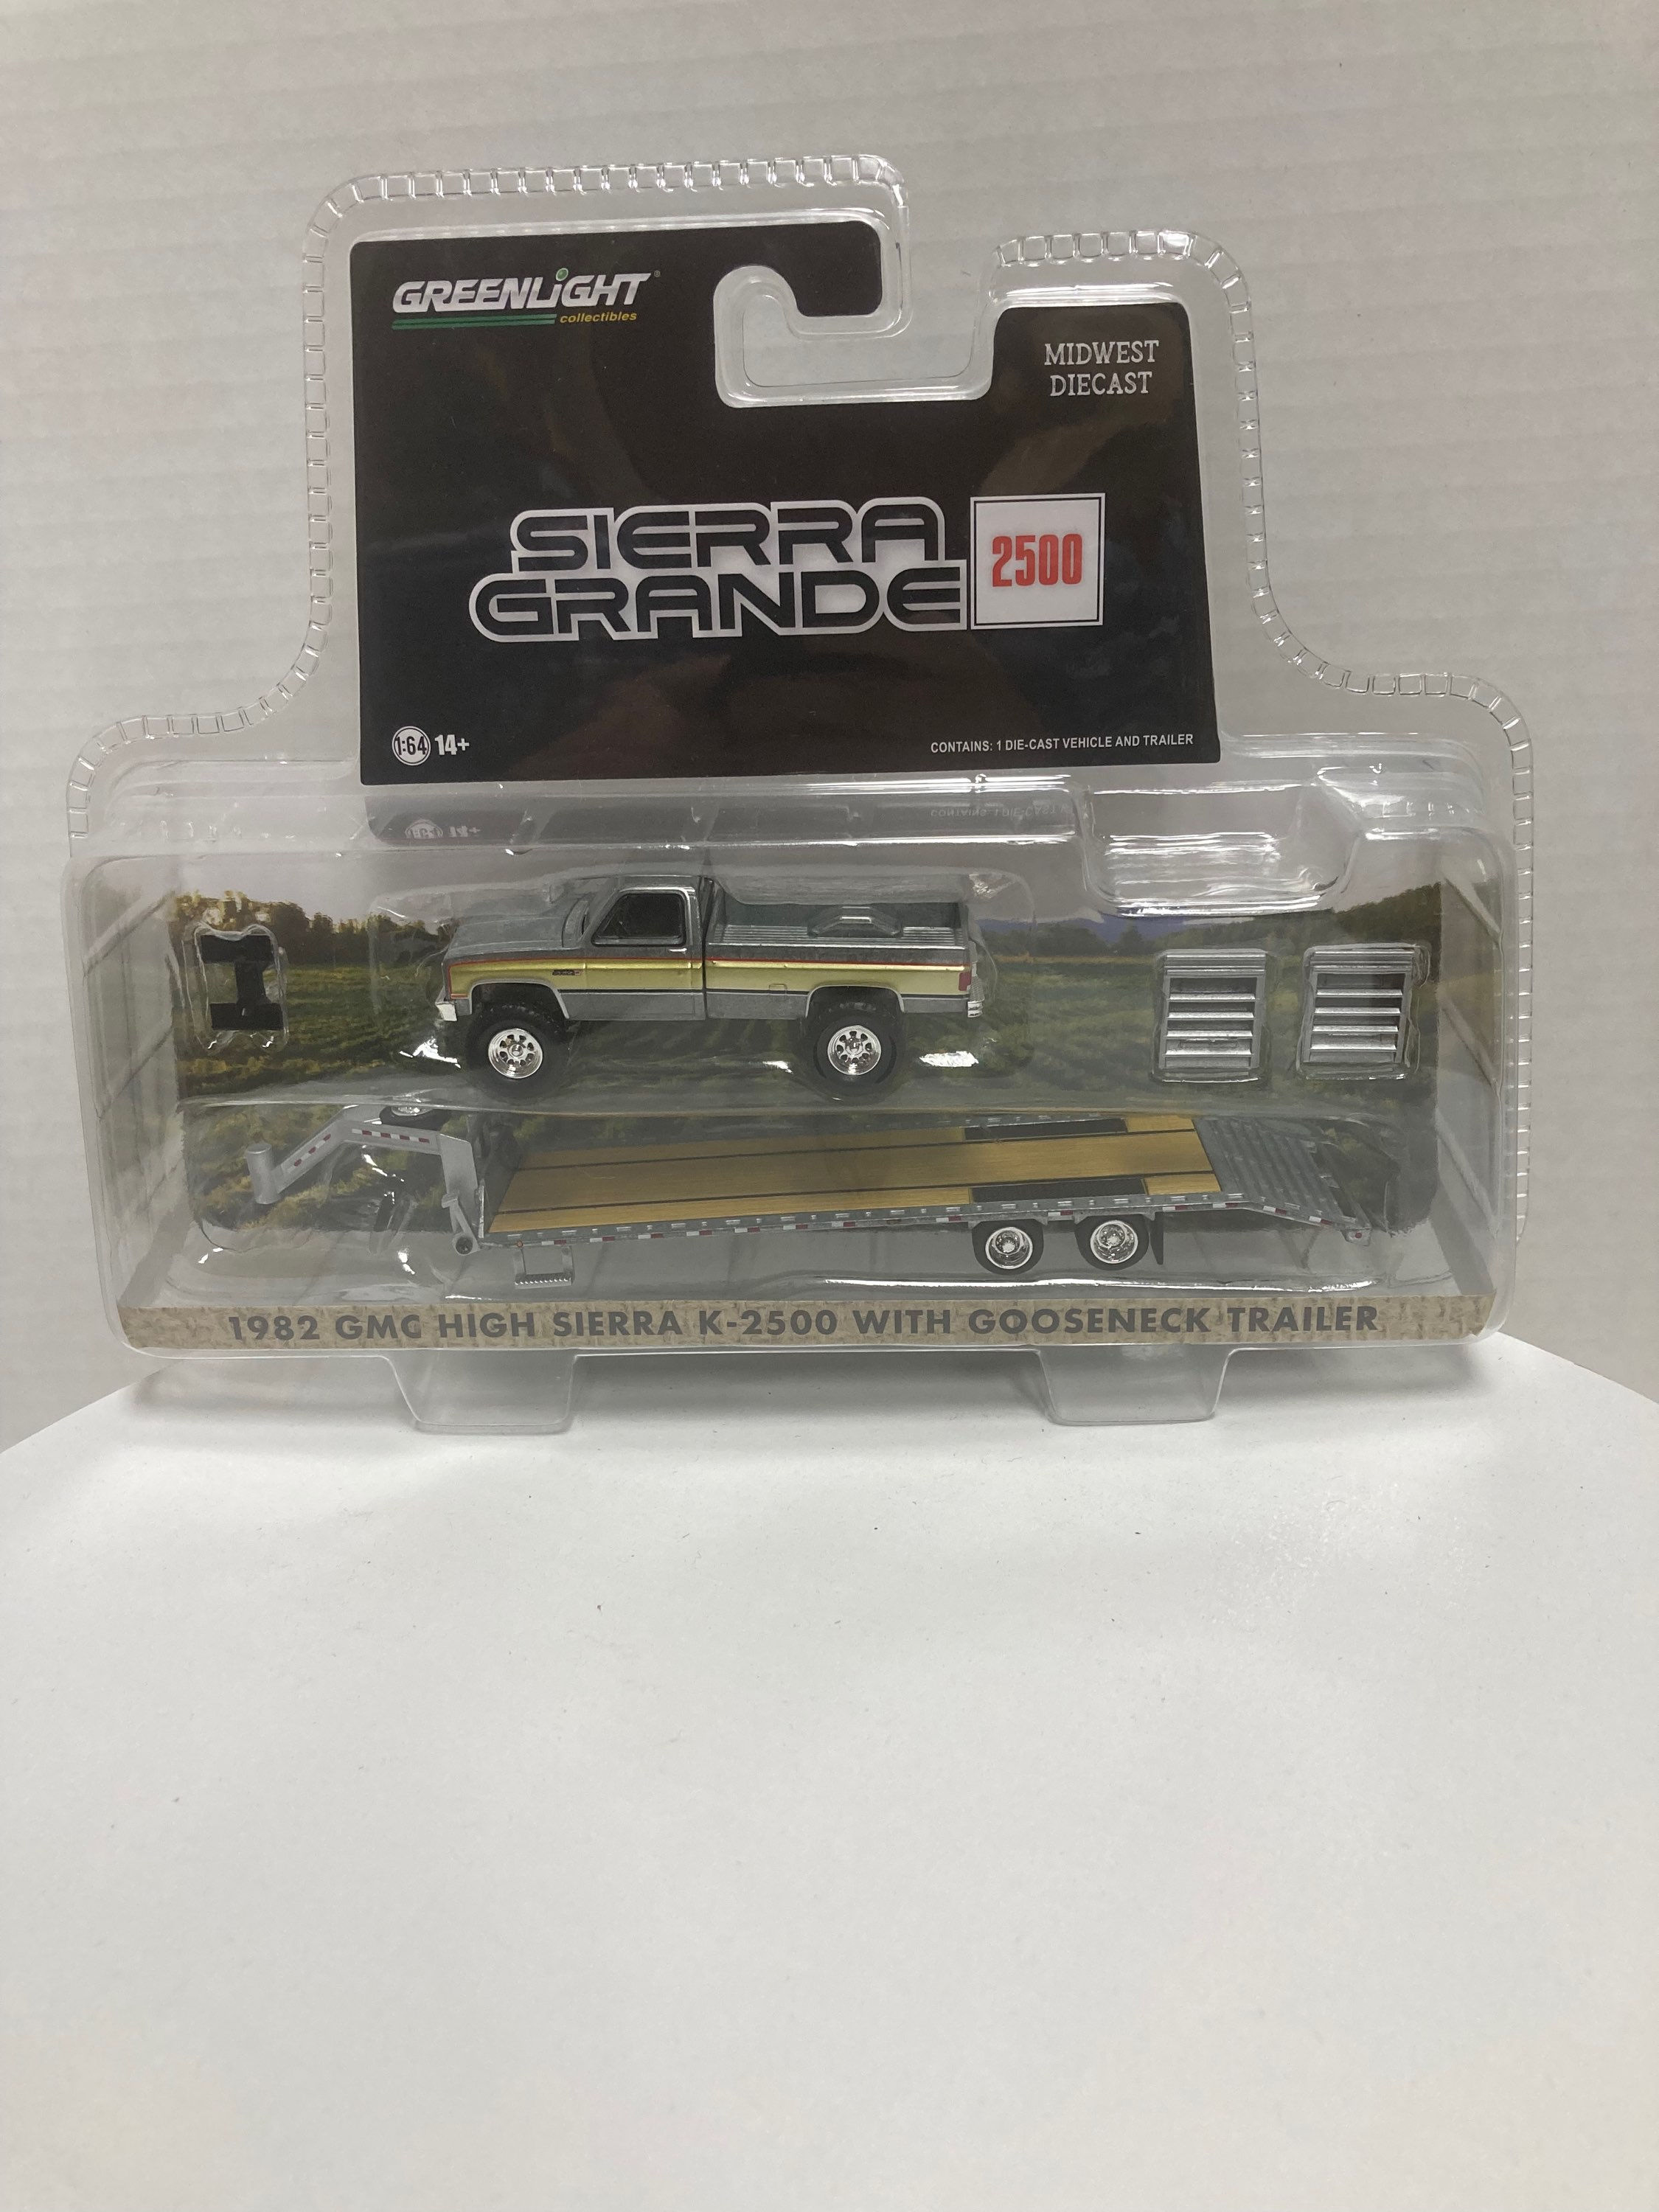 GREENLiGHT®
collectibles
MIDWEST
DIECAST
SIERRA
GRANDE
2500
1:64 14+
CONTAINS: 1 DIE-CAST VEHICLE AND TRAILER
1982 GMC HIGH SIERRA K-2500 WITH GOOSENECK TRAILER